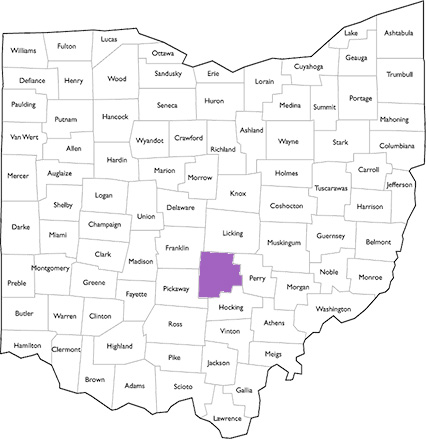 Lake
Ashtabula
Lucas
Fulton
Williams
Ottawa
Geauga
Cuyahoga
Erie
Sandusky
Trumbull
Wood
Defiance
Henry
Lorain
Portage
Huron
Medina
Summit
Seneca
Paulding
Mahoning
Putnam
Hancock
Ashland
Van Wert
Wyandot
Crawford
Wayne
Stark
Columbiana
Allen
Richland
Hardin
Marion
Carroll
Mercer
Auglaize
Morrow
Holmes
Jefferson
Tuscarawas
Logan
Knox
Shelby
Delaware
Coshocton
Harrison
Union
Champaign
Darke
Miami
Licking
Guernsey
Franklin
Muskingum
Belmont
Clark
Madison
Montgomery
Noble
Preble
Greene
Pickaway
Perry
Monroe
Fayette
Morgan
Butler
Warren
Clinton
Hocking
Washington
Ross
Athens
Vinton
Hamilton
Clermont
Highland
Meigs
Pike
Jackson
Brown
Adams
Scioto
Gallia
Lawrence